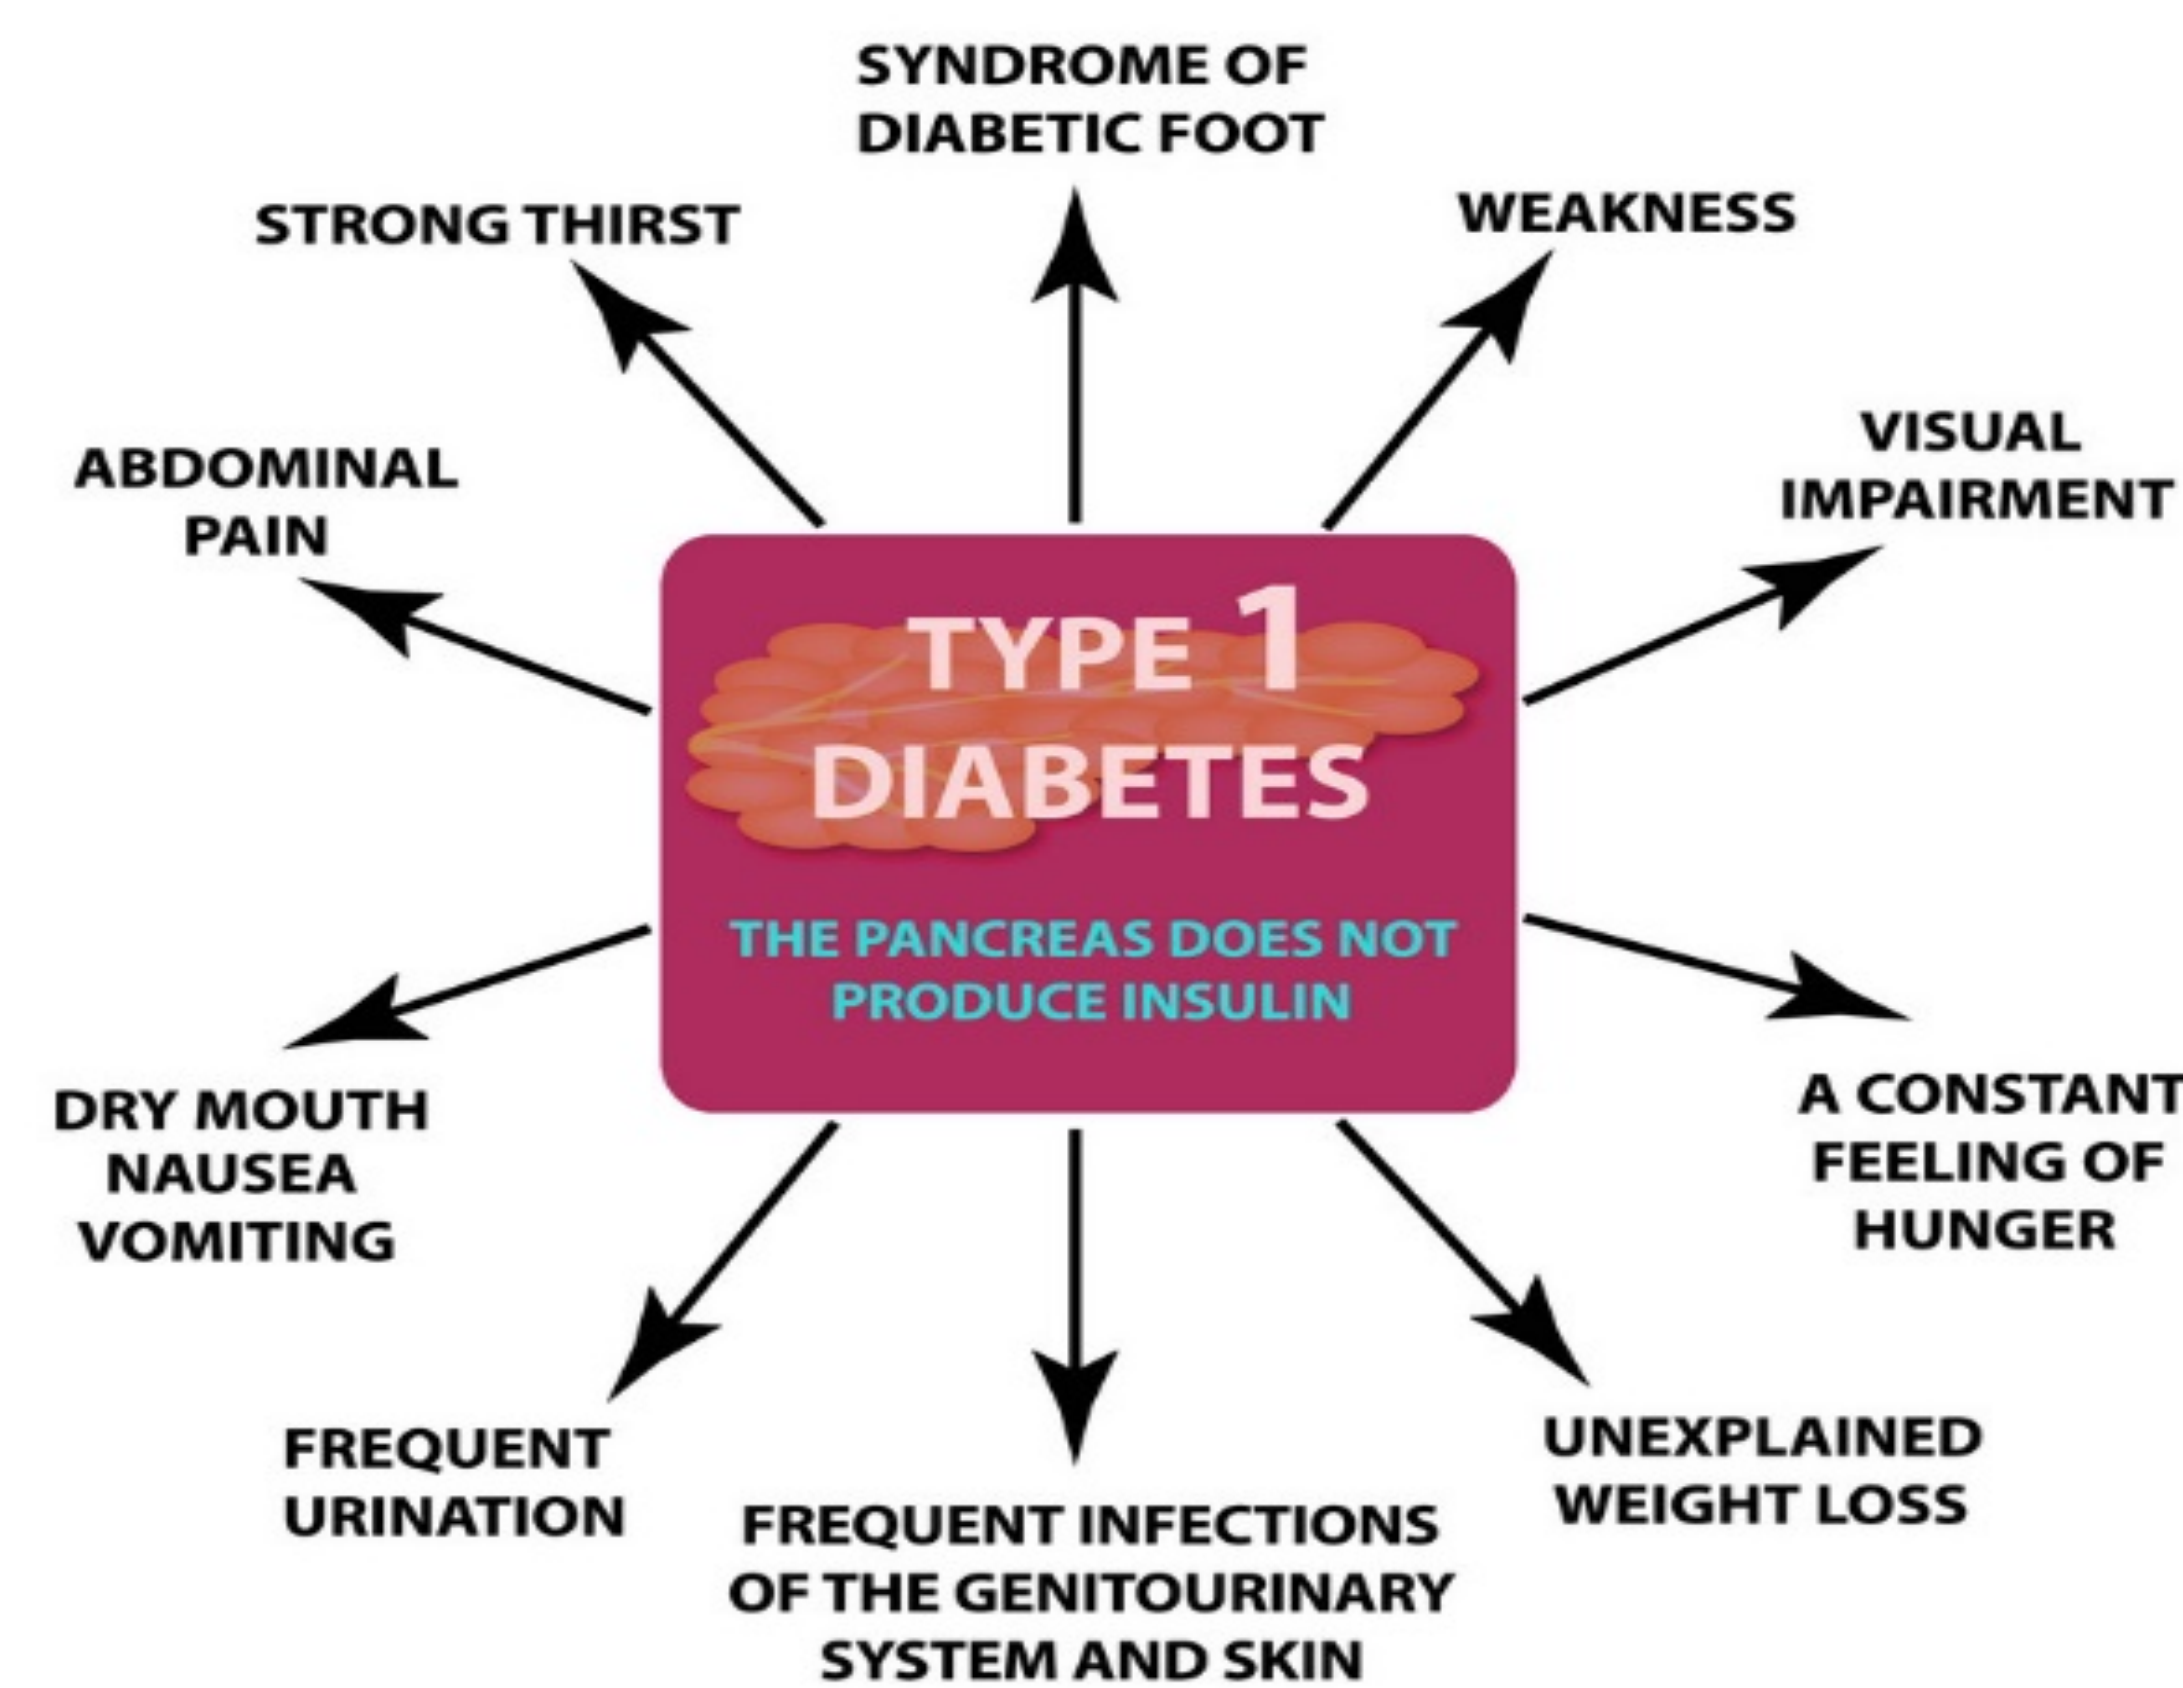 SYNDROME OF
DIABETIC FOOT
STRONG THIRST
WEAKNESS
ABDOMINAL
PAIN
VISUAL
IMPAIRMENT
TYPE 1
DIABETES
THE PANCREAS DOES NOT
PRODUCE INSULIN
DRY MOUTH
NAUSEA
VOMITING
A CONSTANT
FEELING OF
HUNGER
FREQUENT
URINATION
FREQUENT INFECTIONS
OF THE GENITOURINARY
SYSTEM AND SKIN
UNEXPLAINED
WEIGHT LOSS